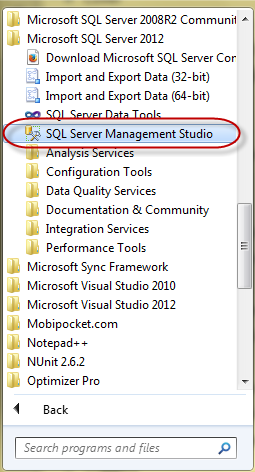 Microsoft SQL Server 2008R2 Communit
Microsoft SQL Server 2012
Download Microsoft SQL Server Con
Import and Export Data (32-bit)
Import and Export Data (64-bit)
SQL Server Data Tools
SQL Server Management Studio
Analysis Services
Configuration Tools
Data Quality Services
Documentation & Community
Integration Services
Performance Tools
Microsoft Sync Framework
Microsoft Visual Studio 2010
Microsoft Visual Studio 2012
Mobipocket.com
Notepad++
NUnit 2.6.2
Optimizer Pro
Back
Search programs and files